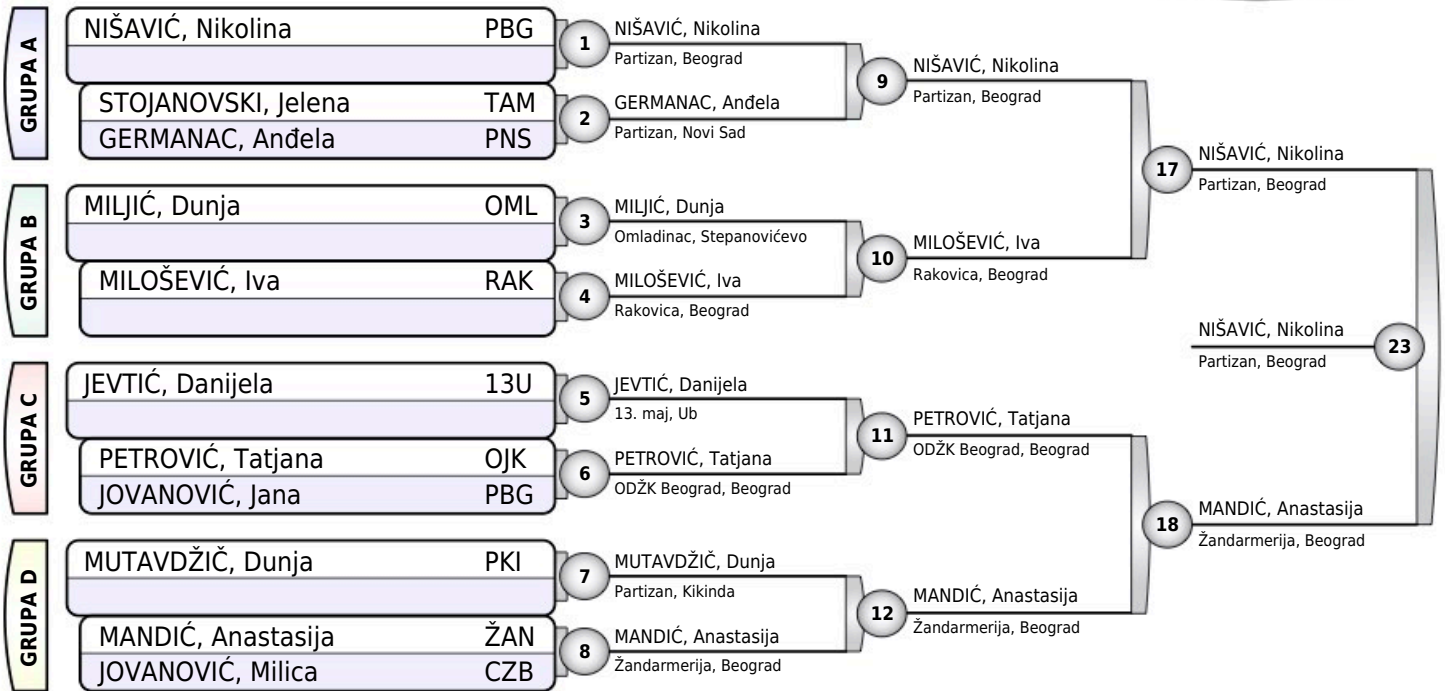 GRUPA A
NIŠAVIĆ, Nikolina PBG
STOJANOVSKI, Jelena TAM
GERMANAC, Anđela PNS
GRUPA B
MILJIĆ, Dunja OML
MILOŠEVIĆ, Iva RAK
GRUPA C
JEVTIĆ, Danijela 13U
PETROVIĆ, Tatjana OJK
JOVANOVIĆ, Jana PBG
GRUPA D
MUTAVDŽIČ, Dunja PKI
MANDIĆ, Anastasija ŽAN
JOVANOVIĆ, Milica CZB
1
NIŠAVIĆ, Nikolina
Partizan, Beograd
2
GERMANAC, Anđela
Partizan, Novi Sad
3
MILJIĆ, Dunja
Omladinac, Stepanovićevo
4
MILOŠEVIĆ, Iva
Rakovica, Beograd
5
JEVTIĆ, Danijela
13. maj, Ub
6
PETROVIĆ, Tatjana
ODŽK Beograd, Beograd
7
MUTAVDŽIČ, Dunja
Partizan, Kikinda
8
MANDIĆ, Anastasija
Žandarmerija, Beograd
9
NIŠAVIĆ, Nikolina
Partizan, Beograd
10
MILOŠEVIĆ, Iva
Rakovica, Beograd
11
PETROVIĆ, Tatjana
ODŽK Beograd, Beograd
12
MANDIĆ, Anastasija
Žandarmerija, Beograd
17
NIŠAVIĆ, Nikolina
Partizan, Beograd
18
MANDIĆ, Anastasija
Žandarmerija, Beograd
NIŠAVIĆ, Nikolina
Partizan, Beograd
23